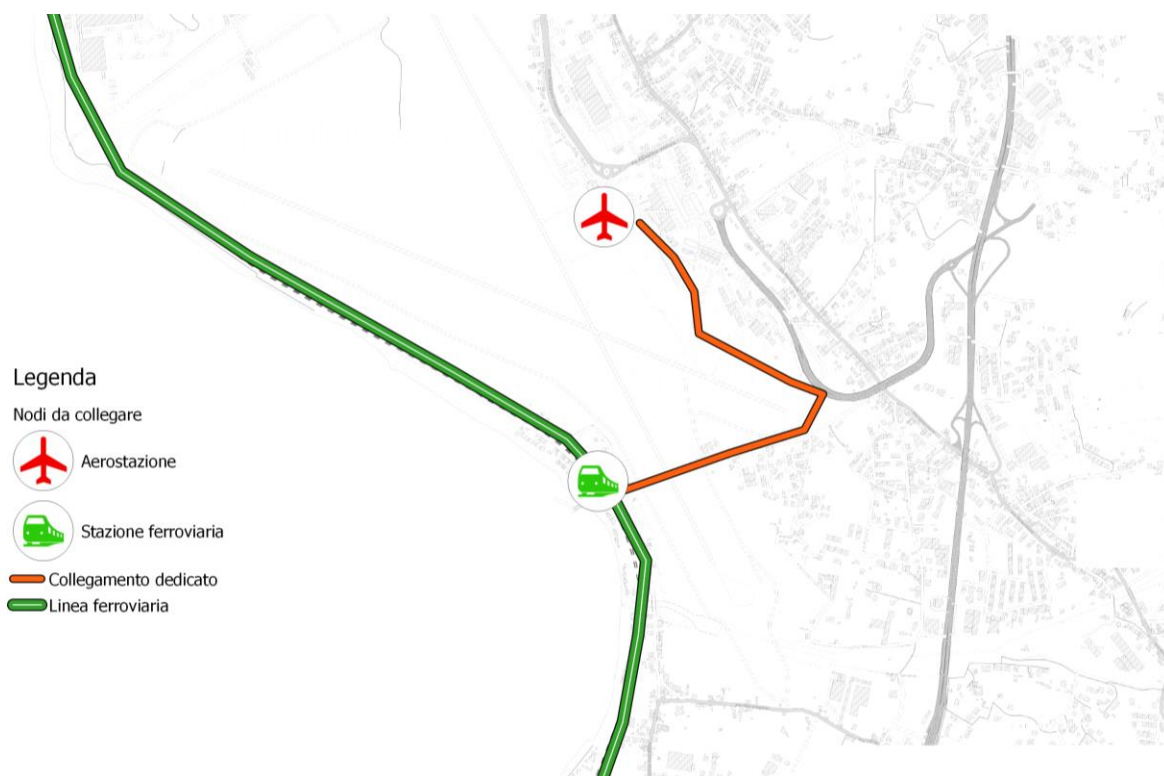 Legenda
Nodi da collegare
Aerostazione
Stazione ferroviaria
Collegamento dedicato
Linea ferroviaria